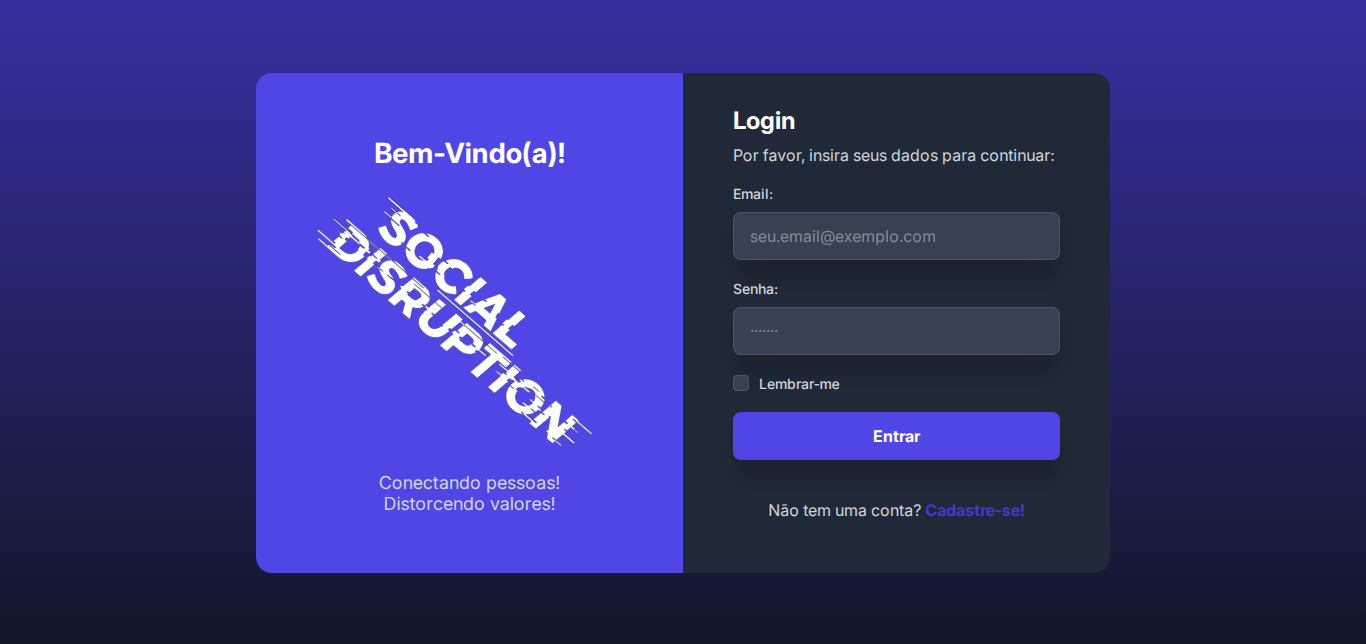 Bem-Vindo(a)!
SOCIAL
DISRUPTION
Conectando pessoas!
Distorcendo valores!
Login
Por favor, insira seus dados para continuar:
Email:
seu.email@exemplo.com
Senha:
.......
Lembrar-me
Entrar
Não tem uma conta? Cadastre-se!